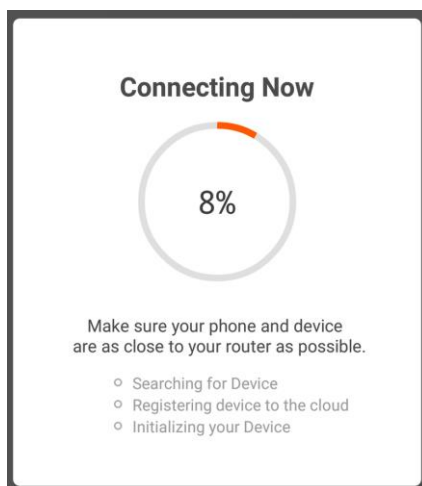 Connecting Now
8%
Make sure your phone and device
are as close to your router as possible.
Searching for Device
Registering device to the cloud
Initializing your Device